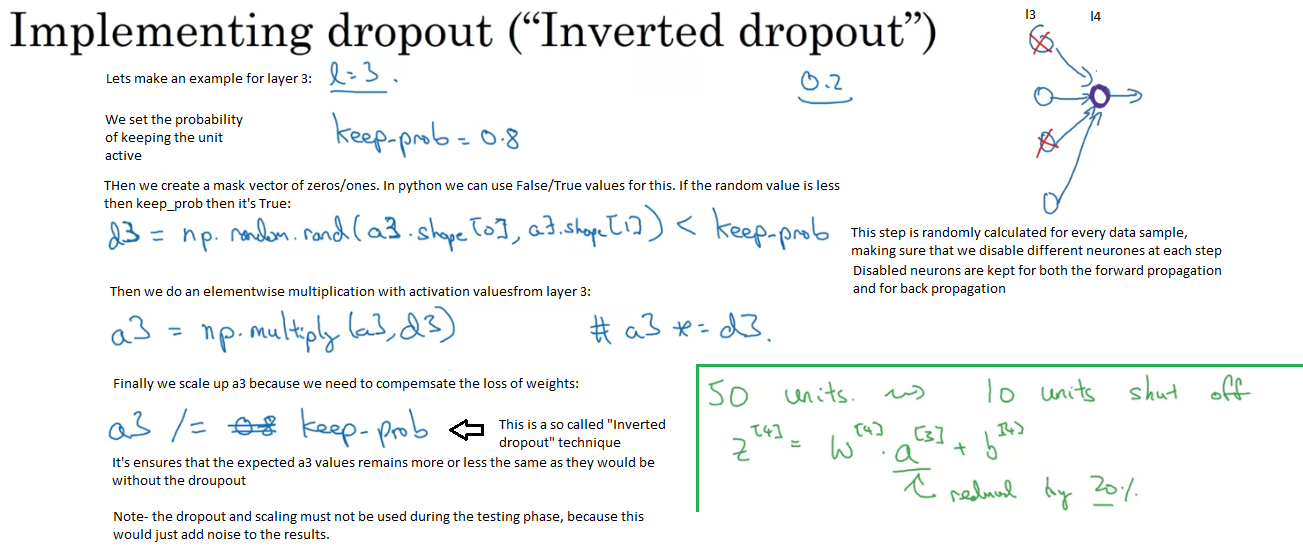 Implementing dropout (“Inverted dropout”)
l3
l4
Lets make an example for layer 3:
l=3.
0.2
We set the probability
of keeping the unit
active
keep-prob = 0.8
THen we create a mask vector of zeros/ones. In python we can use False/True values for this. If the random value is less
then keep_prob then it's True:
d3 = np.random.rand(a3.shape[0], a3.shape[1]) < keep-prob
This step is randomly calculated for every data sample,
making sure that we disable different neurones at each step
Disabled neurons are kept for both the forward propagation
and for back propagation
Then we do an elementwise multiplication with activation valuesfrom layer 3:
a3 = np.multiply(a3,d3)
# a3 *= d3.
Finally we scale up a3 because we need to compemsate the loss of weights:
a3 /= 0.8 keep-prob
This is a so called "Inverted
dropout" technique
It's ensures that the expected a3 values remains more or less the same as they would be
without the droupout
Note- the dropout and scaling must not be used during the testing phase, because this
would just add noise to the results.
50 units. ⇝ 10 units shut off
z^[4] = W^[4] · a^[3] + b^[4]
reduced by 20%.